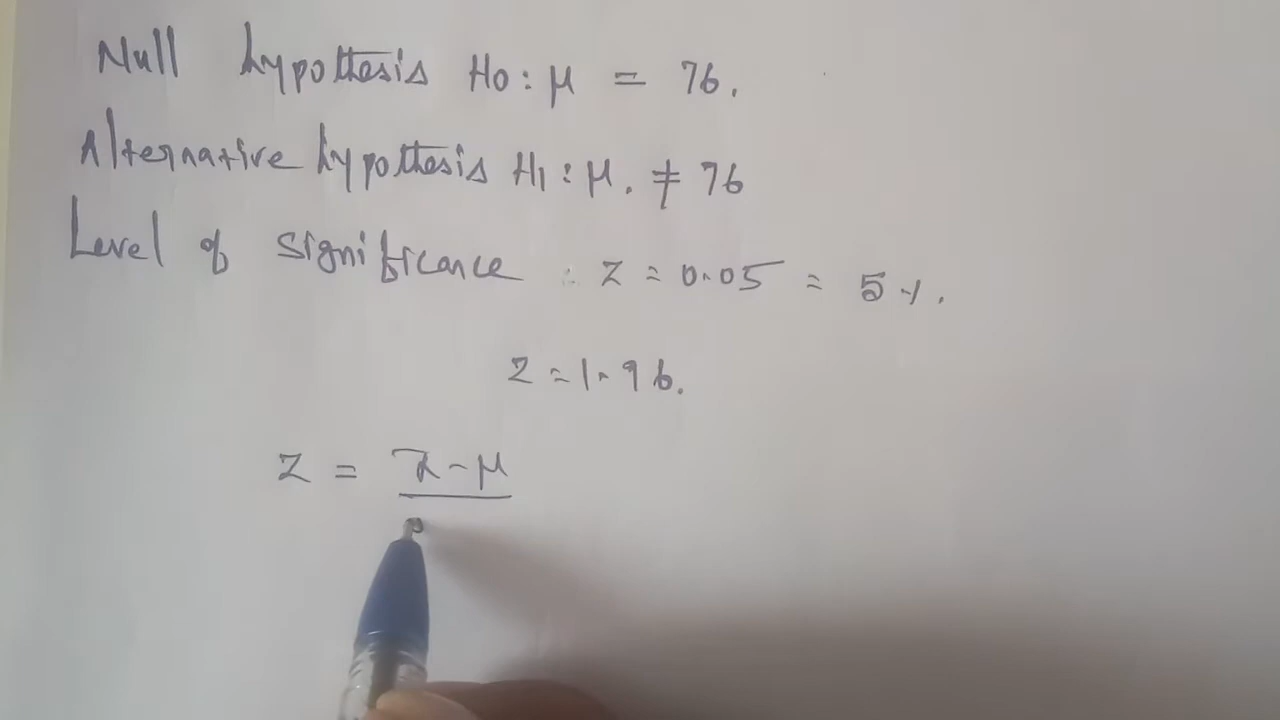 Null hypothesis H0 : μ = 76.
Alternative hypothesis H1 : μ. ≠ 76
Level of significance : Z = 0.05 = 5 %.
Z = 1.96.
Z = x̄ - μ